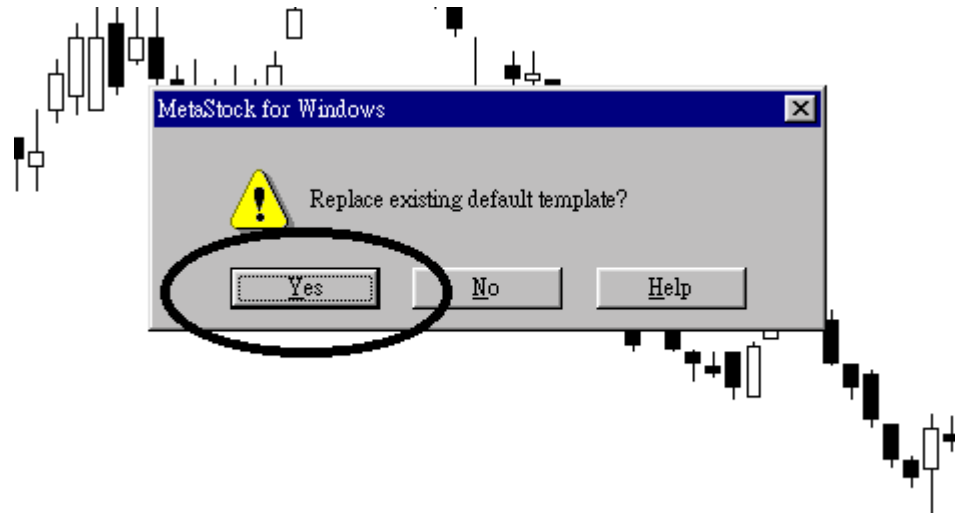 MetaStock for Windows
Replace existing default template?
Yes No Help